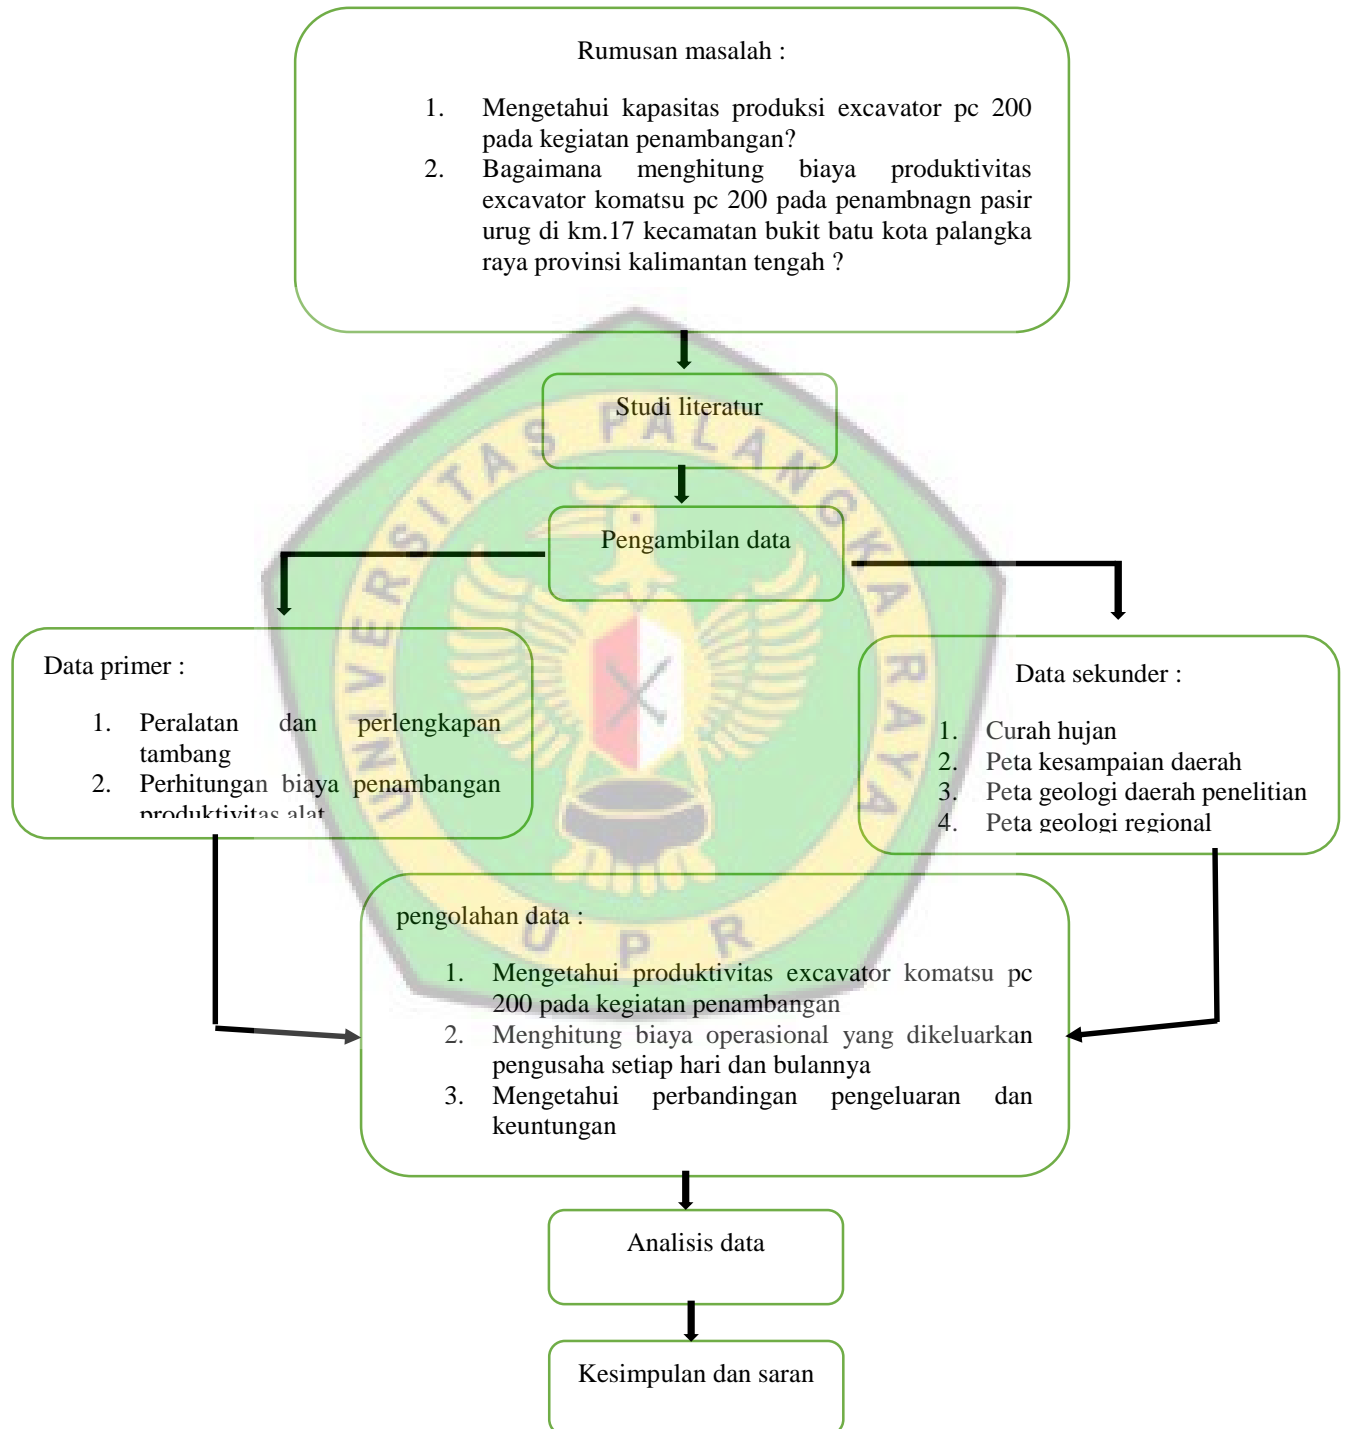 Rumusan masalah :
1. Mengetahui kapasitas produksi excavator pc 200
pada kegiatan penambangan?
2. Bagaimana menghitung biaya produktivitas
excavator komatsu pc 200 pada penambnagn pasir
urug di km.17 kecamatan bukit batu kota palangka
raya provinsi kalimantan tengah ?
Studi literatur
Pengambilan data
Data primer :
1. Peralatan dan perlengkapan
tambang
2. Perhitungan biaya penambangan
produktivitas alat
Data sekunder :
1. Curah hujan
2. Peta kesampaian daerah
3. Peta geologi daerah penelitian
4. Peta geologi regional
pengolahan data :
1. Mengetahui produktivitas excavator komatsu pc
200 pada kegiatan penambangan
2. Menghitung biaya operasional yang dikeluarkan
pengusaha setiap hari dan bulannya
3. Mengetahui perbandingan pengeluaran dan
keuntungan
Analisis data
Kesimpulan dan saran
UNIVERSITAS PALANGKA RAYA
UPR